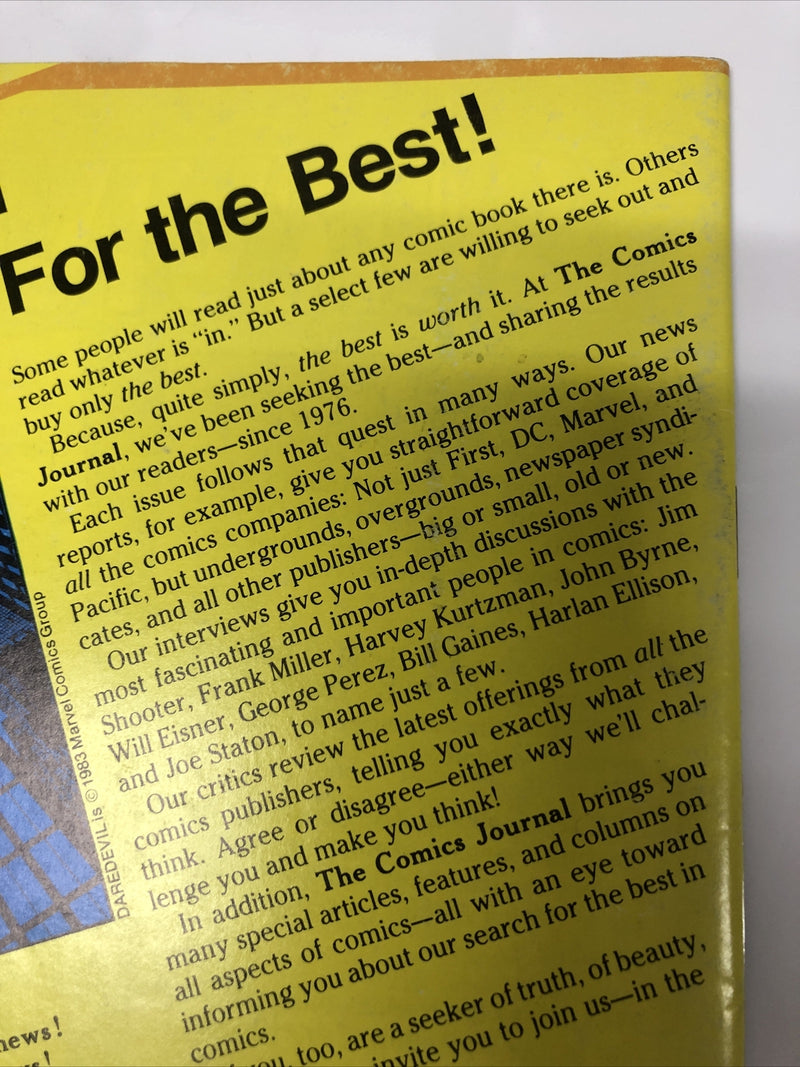 For the Best!
Some people will read just about any comic book there is. Others
read whatever is “in.” But a select few are willing to seek out and
buy only the best.
Because, quite simply, the best is worth it. At The Comics
Journal, we’ve been seeking the best—and sharing the results
with our readers—since 1976.
Each issue follows that quest in many ways. Our news
reports, for example, give you straightforward coverage of
all the comics companies: Not just First, DC, Marvel, and
Pacific, but undergrounds, overgrounds, newspaper syndi-
cates, and all other publishers—big or small, old or new.
Our interviews give you in-depth discussions with the
most fascinating and important people in comics: Jim
Shooter, Frank Miller, Harvey Kurtzman, John Byrne,
Will Eisner, George Perez, Bill Gaines, Harlan Ellison,
and Joe Staton, to name just a few.
Our critics review the latest offerings from all the
comics publishers, telling you exactly what they
think. Agree or disagree—either way we’ll chal-
lenge you and make you think!
In addition, The Comics Journal brings you
many special articles, features, and columns on
all aspects of comics—all with an eye toward
informing you about our search for the best in
comics.
you, too, are a seeker of truth, of beauty,
invite you to join us—in the
DAREDEVIL is © 1983 Marvel Comics Group
news!